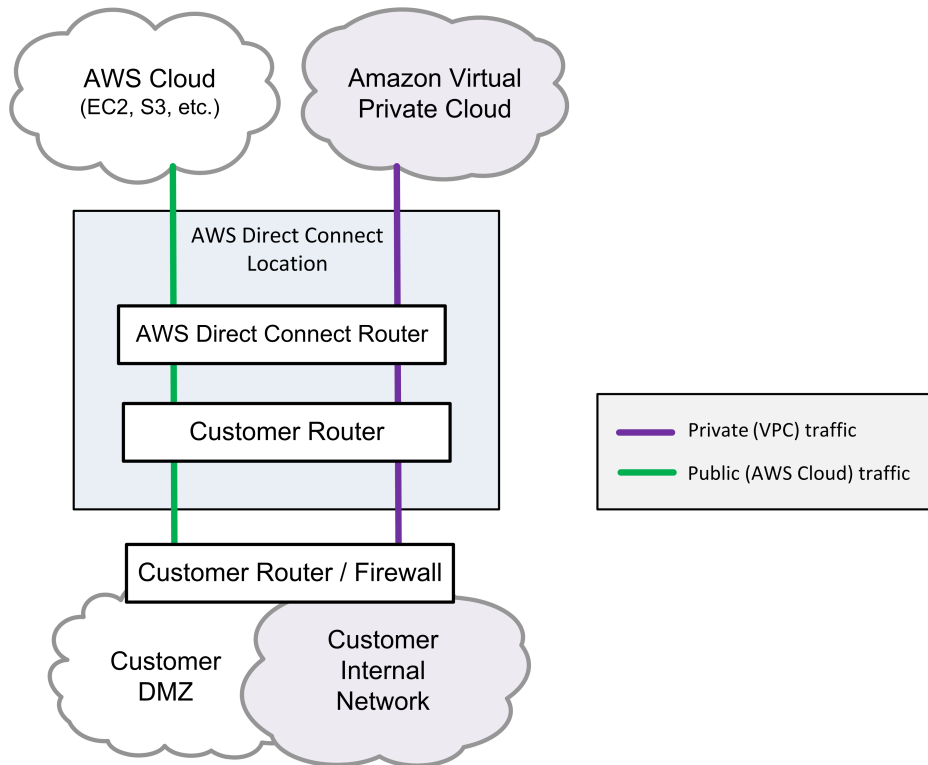 AWS Cloud
(EC2, S3, etc.)
Amazon Virtual
Private Cloud
AWS Direct Connect
Location
AWS Direct Connect Router
Customer Router
Private (VPC) traffic
Public (AWS Cloud) traffic
Customer Router / Firewall
Customer
DMZ
Customer
Internal
Network